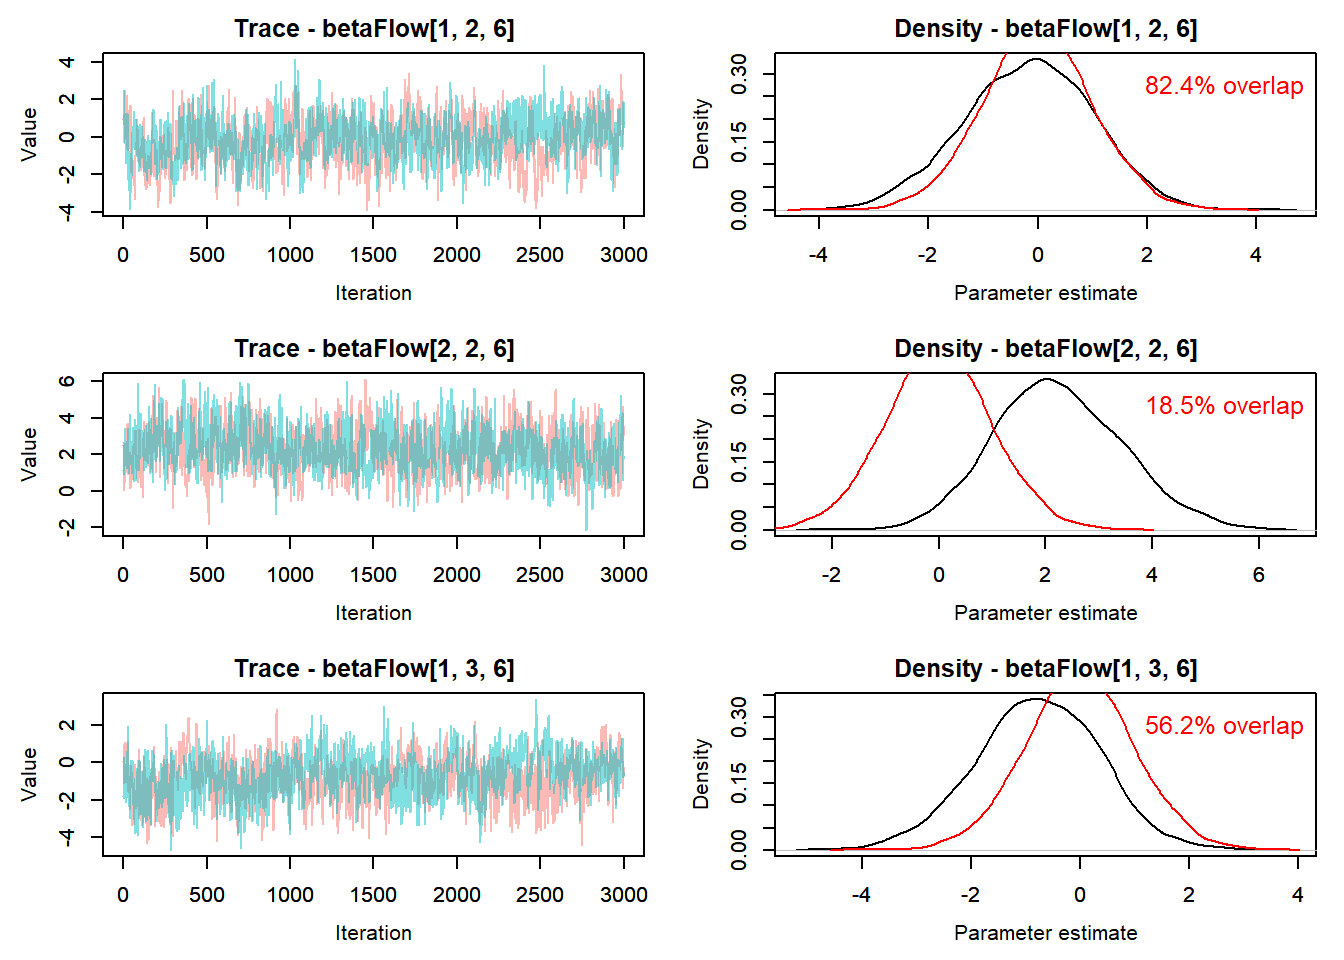 Trace - betaFlow[1, 2, 6]
Value
4
2
0
-2
-4
0 500 1000 1500 2000 2500 3000
Iteration
Density - betaFlow[1, 2, 6]
Density
0.30
0.15
0.00
82.4% overlap
-4 -2 0 2 4
Parameter estimate
Trace - betaFlow[2, 2, 6]
Value
6
4
2
0
-2
0 500 1000 1500 2000 2500 3000
Iteration
Density - betaFlow[2, 2, 6]
Density
0.30
0.15
0.00
18.5% overlap
-2 0 2 4 6
Parameter estimate
Trace - betaFlow[1, 3, 6]
Value
2
0
-2
-4
0 500 1000 1500 2000 2500 3000
Iteration
Density - betaFlow[1, 3, 6]
Density
0.30
0.15
0.00
56.2% overlap
-4 -2 0 2 4
Parameter estimate